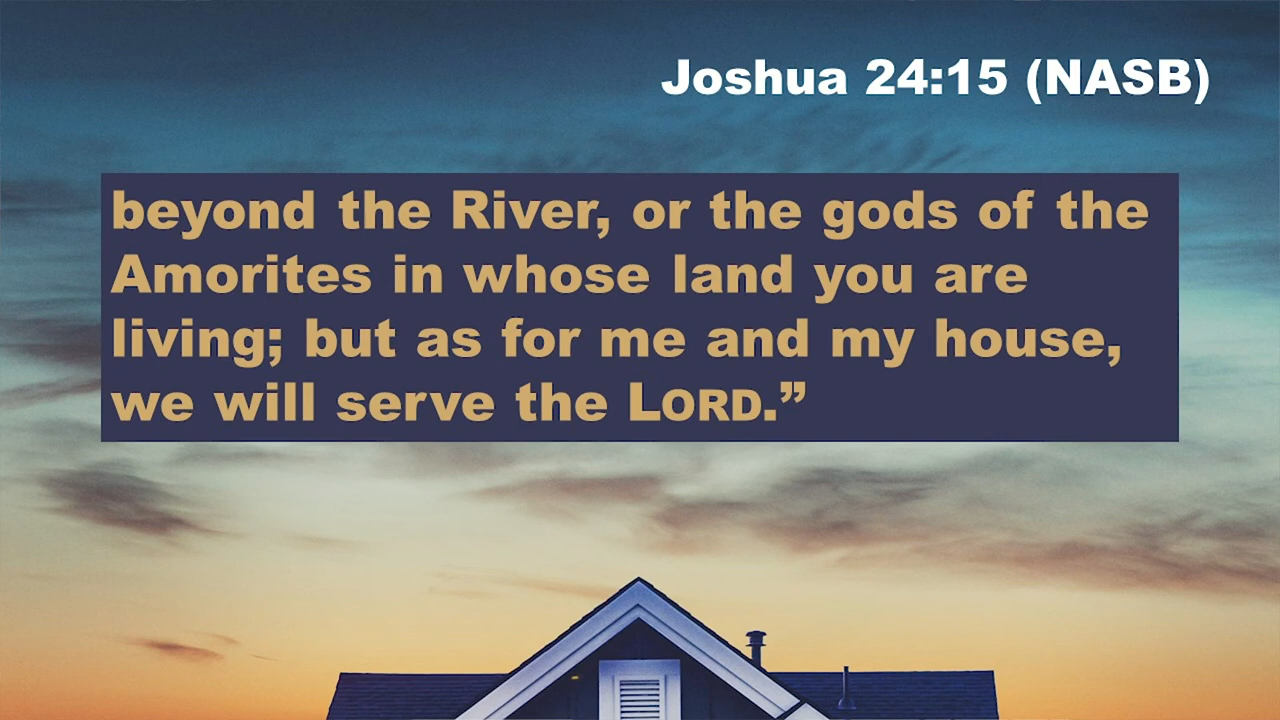 Joshua 24:15 (NASB)
beyond the River, or the gods of the
Amorites in whose land you are
living; but as for me and my house,
we will serve the LORD.”